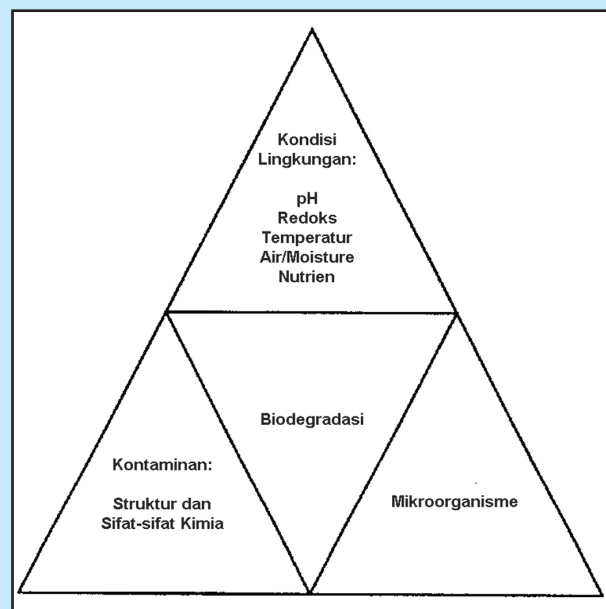 Kondisi
Lingkungan:
pH
Redoks
Temperatur
Air/Moisture
Nutrien
Biodegradasi
Kontaminan:
Struktur dan
Sifat-sifat Kimia
Mikroorganisme